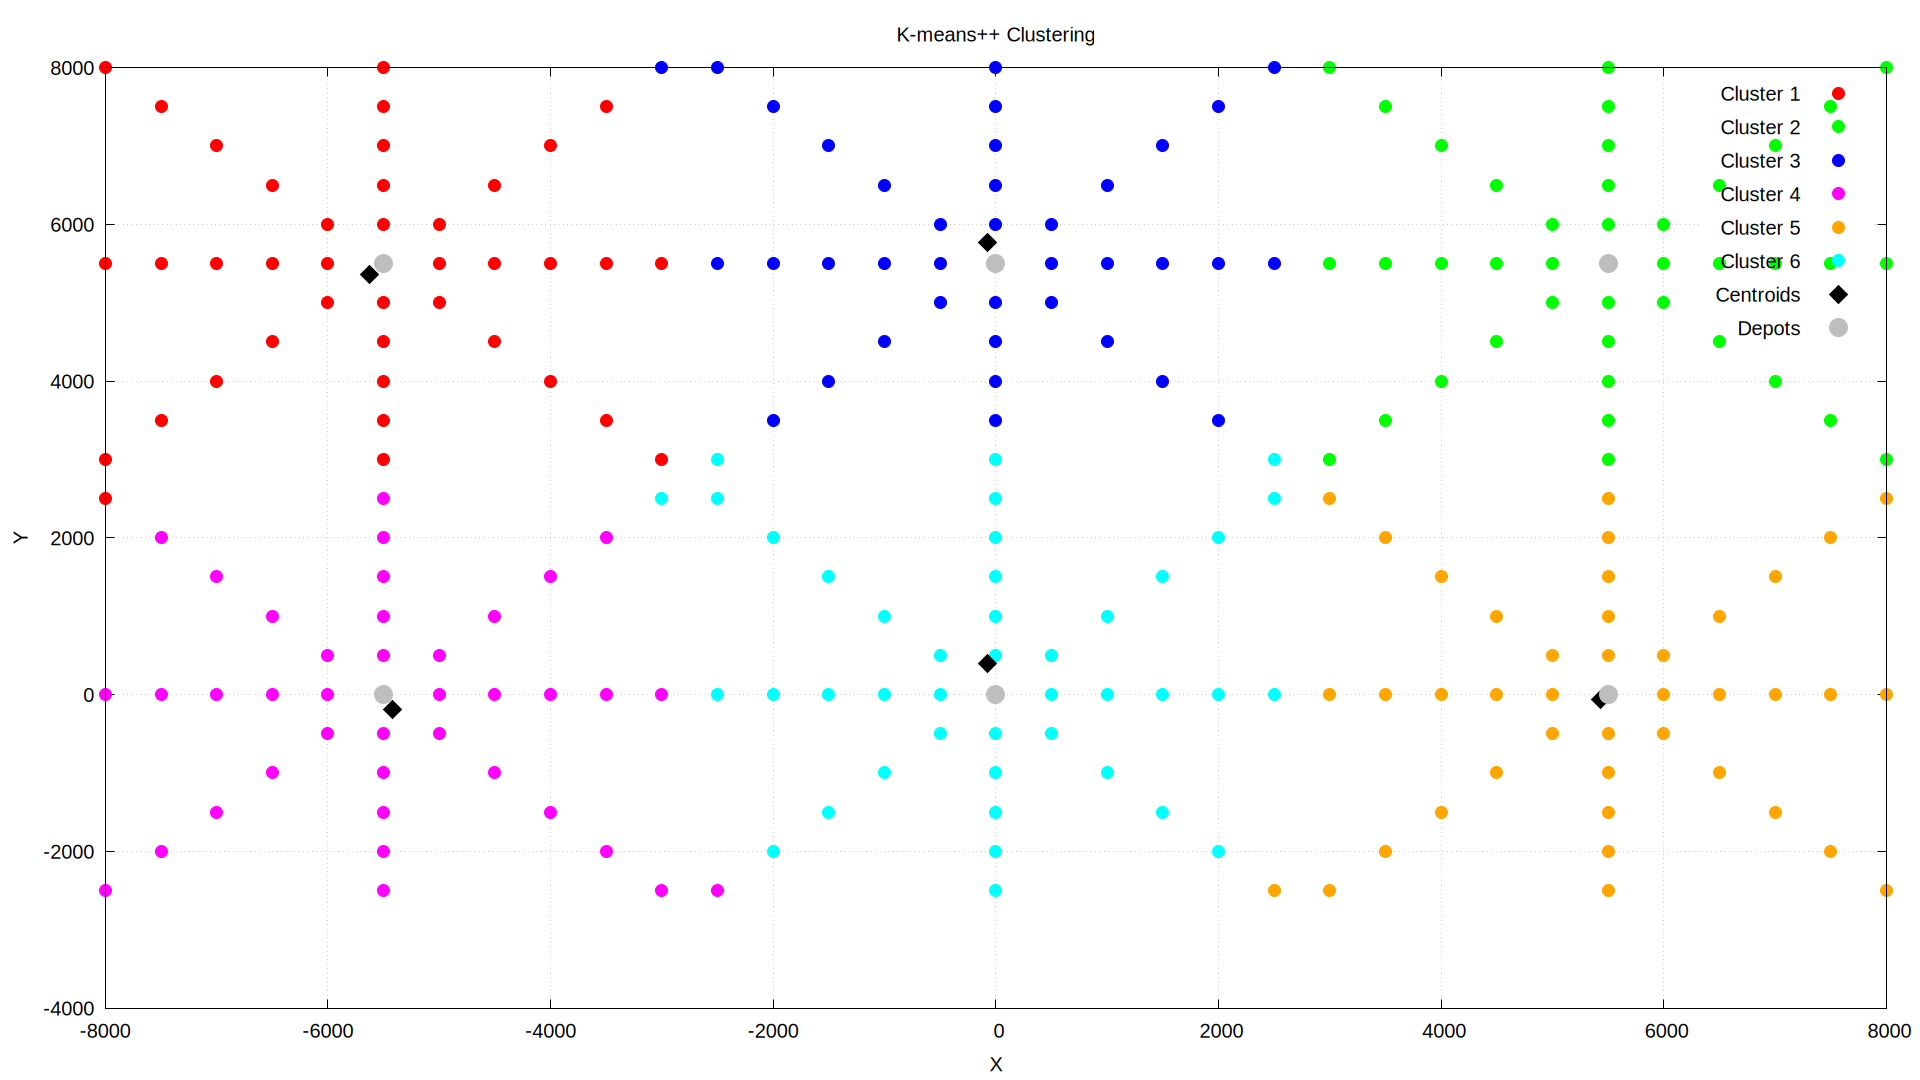 K-means++ Clustering
8000
6000
4000
2000
0
-2000
-4000
Y
Cluster 1
Cluster 2
Cluster 3
Cluster 4
Cluster 5
Cluster 6
Centroids
Depots
-8000 -6000 -4000 -2000 0 2000 4000 6000 8000
X